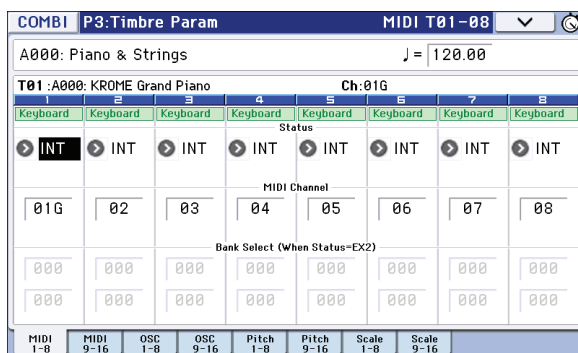 COMBI P3:Timbre Param MIDI T01-08
A000: Piano & Strings ♩= 120.00
T01 :A000: KROME Grand Piano Ch:01G
1 2 3 4 5 6 7 8
Keyboard Keyboard Keyboard Keyboard Keyboard Keyboard Keyboard Keyboard
Status
INT INT INT INT INT INT INT INT
MIDI Channel
01G 02 03 04 05 06 07 08
Bank Select (When Status=EX2)
000 000 000 000 000 000 000 000
000 000 000 000 000 000 000 000
MIDI 1-8 MIDI 9-16 OSC 1-8 OSC 9-16 Pitch 1-8 Pitch 9-16 Scale 1-8 Scale 9-16